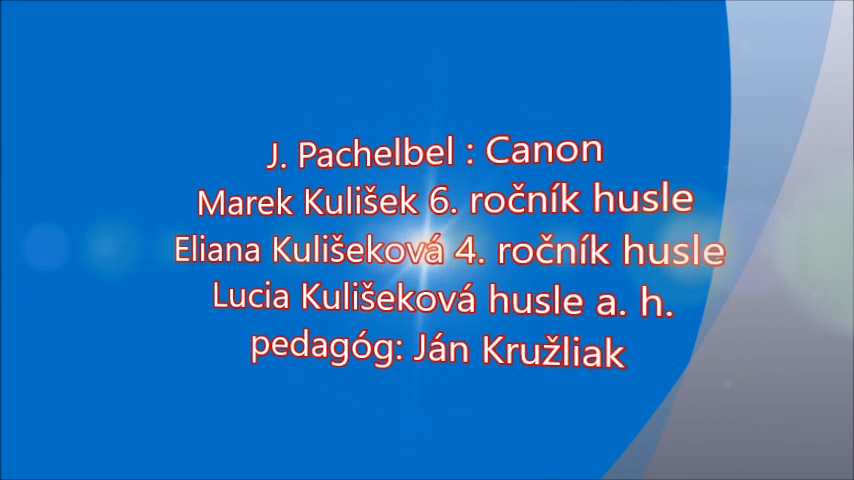 J. Pachelbel : Canon
Marek Kulišek 6. ročník husle
Eliana Kulišeková 4. ročník husle
Lucia Kulišeková husle a. h.
pedagóg: Ján Kružliak